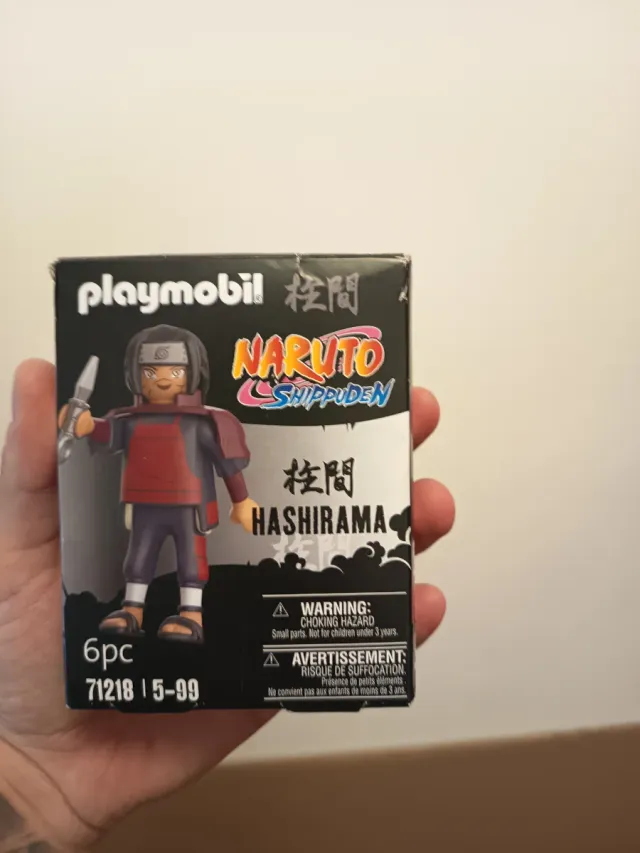 playmobil 柱間
NARUTO
SHIPPUDEN
柱間
HASHIRAMA
柱間
WARNING:
CHOKING HAZARD
Small parts. Not for children under 3 years.
AVERTISSEMENT:
RISQUE DE SUFFOCATION.
Présence de petits éléments.
Ne convient pas aux enfants de moins de 3 ans.
6pc
71218 | 5-99